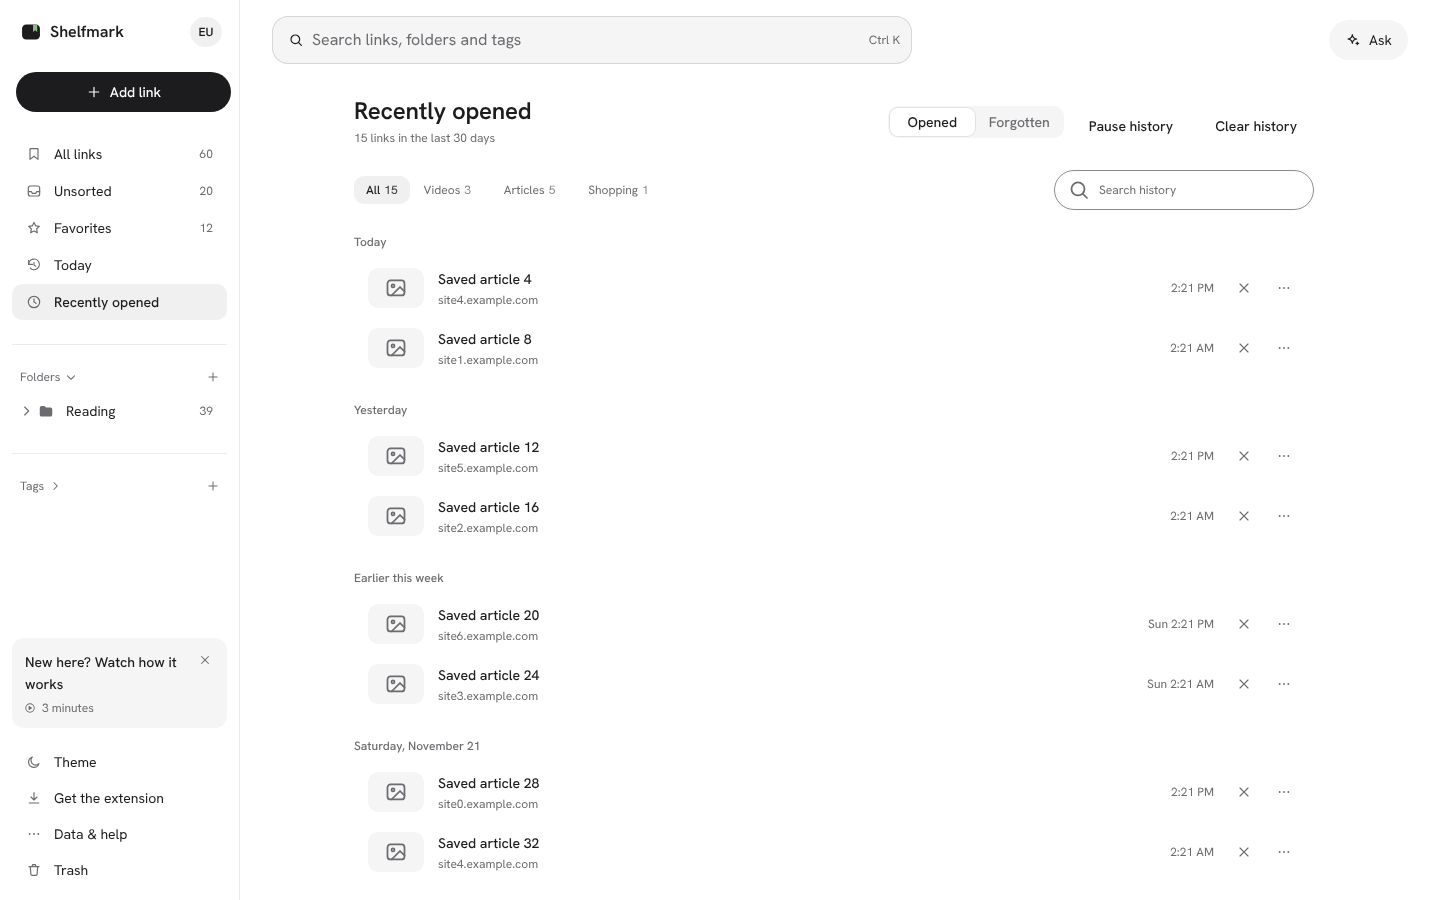 Shelfmark
EU
Add link
All links 60
Unsorted 20
Favorites 12
Today
Recently opened
Folders
Reading 39
Tags
New here? Watch how it
works
3 minutes
Theme
Get the extension
Data & help
Trash
Search links, folders and tags Ctrl K
Ask
Recently opened
15 links in the last 30 days
Opened Forgotten Pause history Clear history
All 15 Videos 3 Articles 5 Shopping 1
Search history
Today
Saved article 4
site4.example.com
2:21 PM
Saved article 8
site1.example.com
2:21 AM
Yesterday
Saved article 12
site5.example.com
2:21 PM
Saved article 16
site2.example.com
2:21 AM
Earlier this week
Saved article 20
site6.example.com
Sun 2:21 PM
Saved article 24
site3.example.com
Sun 2:21 AM
Saturday, November 21
Saved article 28
site0.example.com
2:21 PM
Saved article 32
site4.example.com
2:21 AM